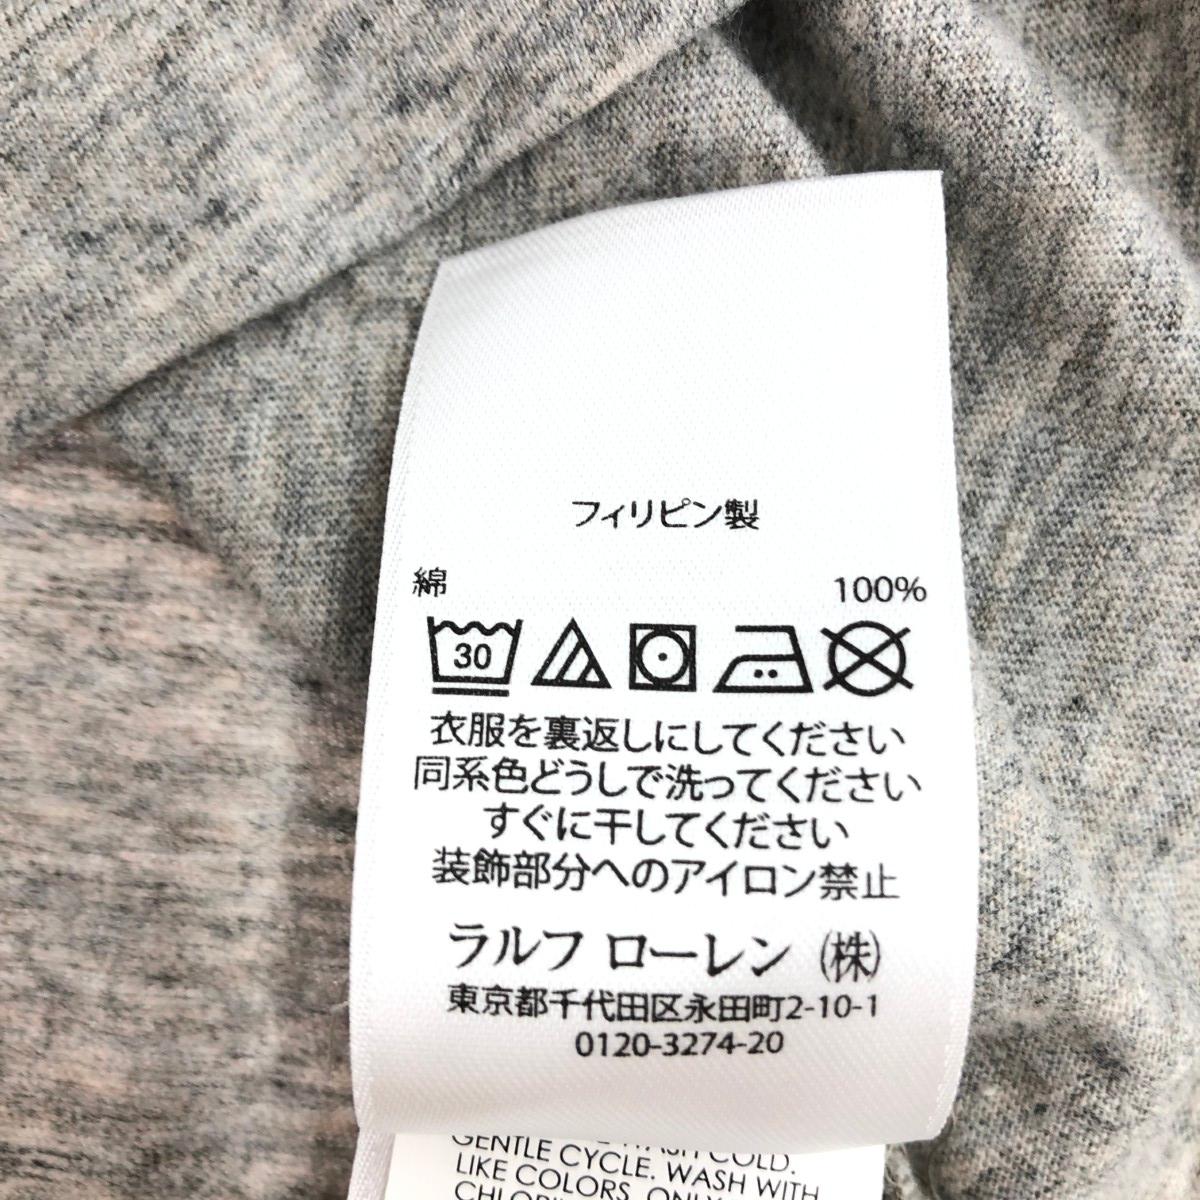 フィリピン製
綿 100%
30
衣服を裏返しにしてください
同系色どうしで洗ってください
すぐに干してください
装飾部分へのアイロン禁止
ラルフ ローレン (株)
東京都千代田区永田町2-10-1
0120-3274-20
WASH COLD.
GENTLE CYCLE. WASH WITH
LIKE COLORS. ONLY